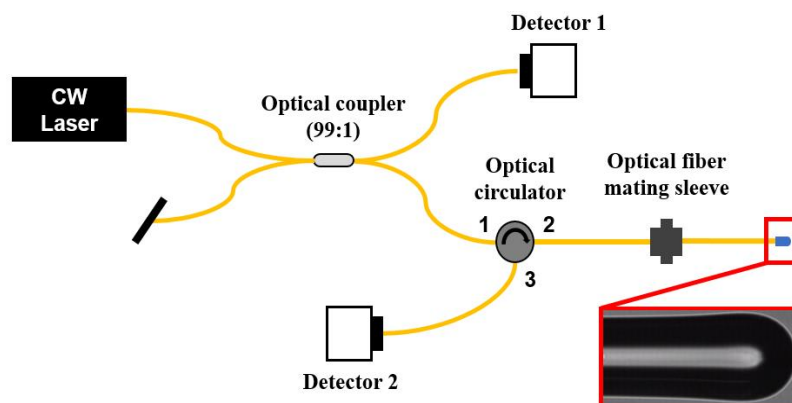 Detector 1
CW
Laser
Optical coupler
(99:1)
Optical
circulator
Optical fiber
mating sleeve
1
2
3
Detector 2